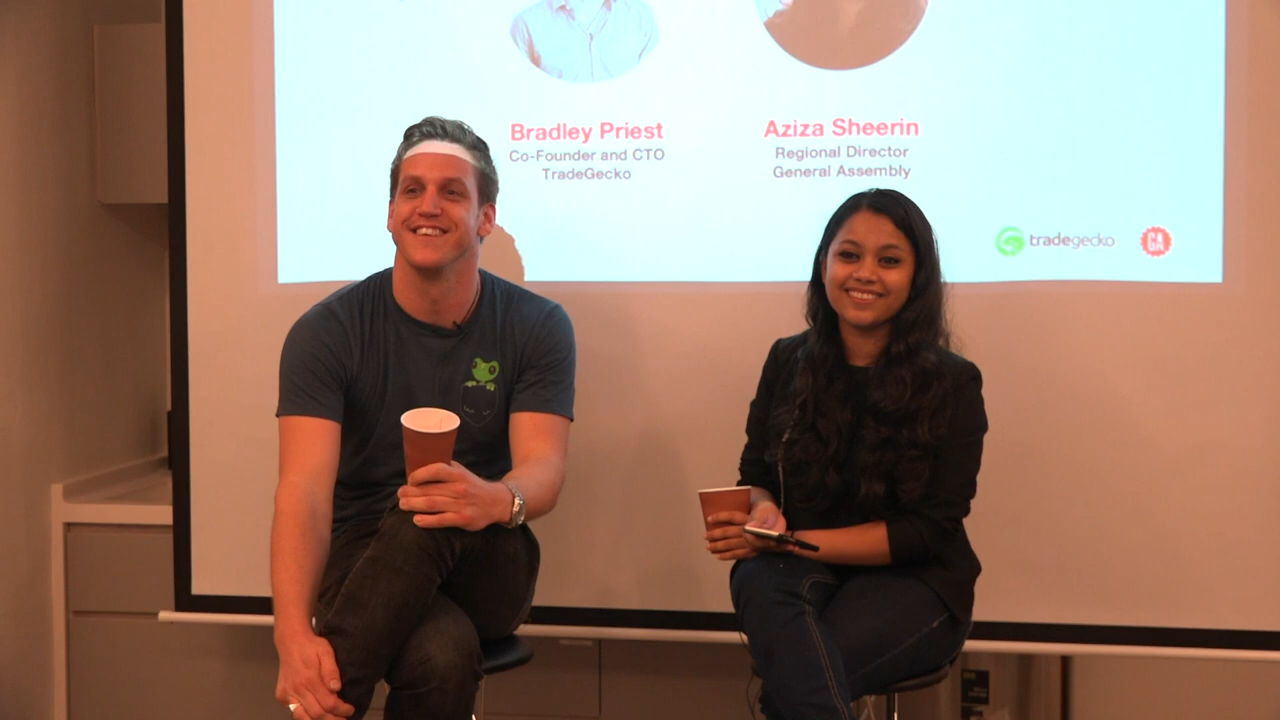 Bradley Priest
Co-Founder and CTO
TradeGecko
Aziza Sheerin
Regional Director
General Assembly
tradegecko
GA